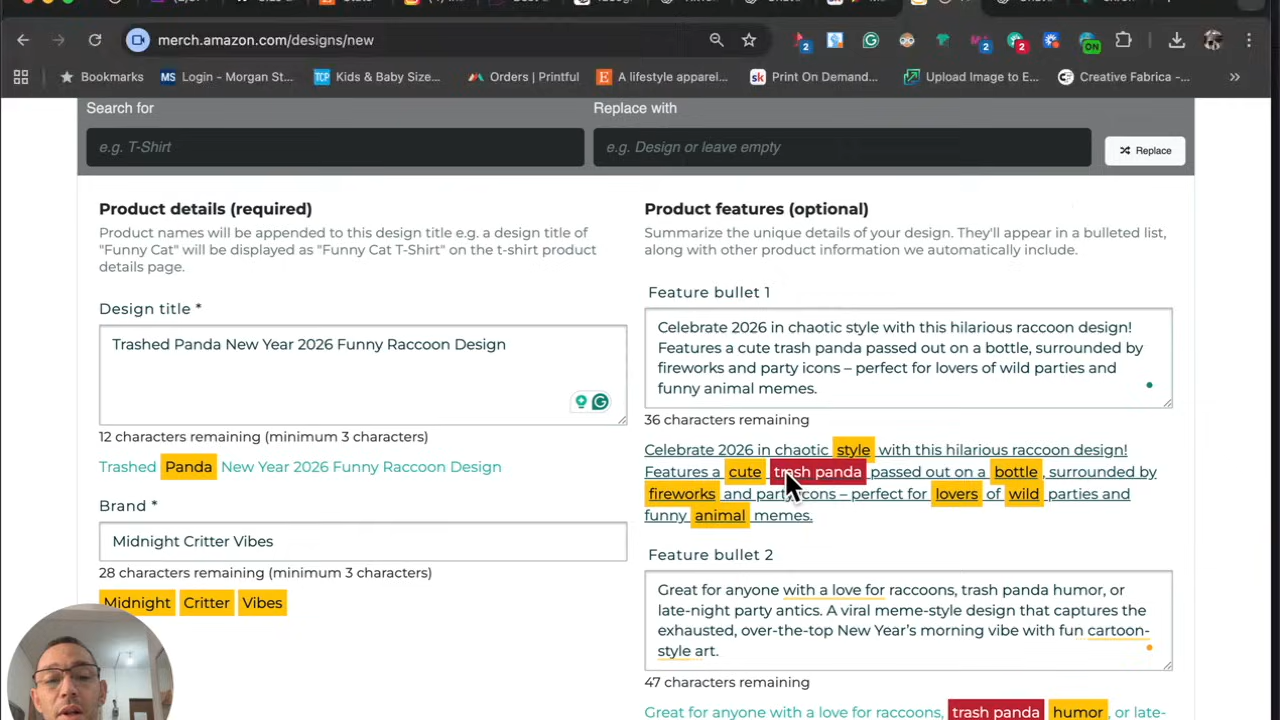 merch.amazon.com/designs/new
2
2
2
ON
Bookmarks
MS Login - Morgan St...
TCP Kids & Baby Size...
Orders | Printful
E A lifestyle apparel...
sk Print On Demand...
Upload Image to E...
Creative Fabrica -...
Search for
Replace with
e.g. T-Shirt
e.g. Design or leave empty
Replace
Product details (required)
Product names will be appended to this design title e.g. a design title of
"Funny Cat" will be displayed as "Funny Cat T-Shirt" on the t-shirt product
details page.
Design title *
Trashed Panda New Year 2026 Funny Raccoon Design
12 characters remaining (minimum 3 characters)
Trashed Panda New Year 2026 Funny Raccoon Design
Brand *
Midnight Critter Vibes
28 characters remaining (minimum 3 characters)
Midnight Critter Vibes
Product features (optional)
Summarize the unique details of your design. They'll appear in a bulleted list,
along with other product information we automatically include.
Feature bullet 1
Celebrate 2026 in chaotic style with this hilarious raccoon design!
Features a cute trash panda passed out on a bottle, surrounded by
fireworks and party icons – perfect for lovers of wild parties and
funny animal memes.
36 characters remaining
Celebrate 2026 in chaotic style with this hilarious raccoon design!
Features a cute trash panda passed out on a bottle, surrounded by
fireworks and party icons – perfect for lovers of wild parties and
funny animal memes.
Feature bullet 2
Great for anyone with a love for raccoons, trash panda humor, or
late-night party antics. A viral meme-style design that captures the
exhausted, over-the-top New Year’s morning vibe with fun cartoon-
style art.
47 characters remaining
Great for anyone with a love for raccoons, trash panda humor, or late-